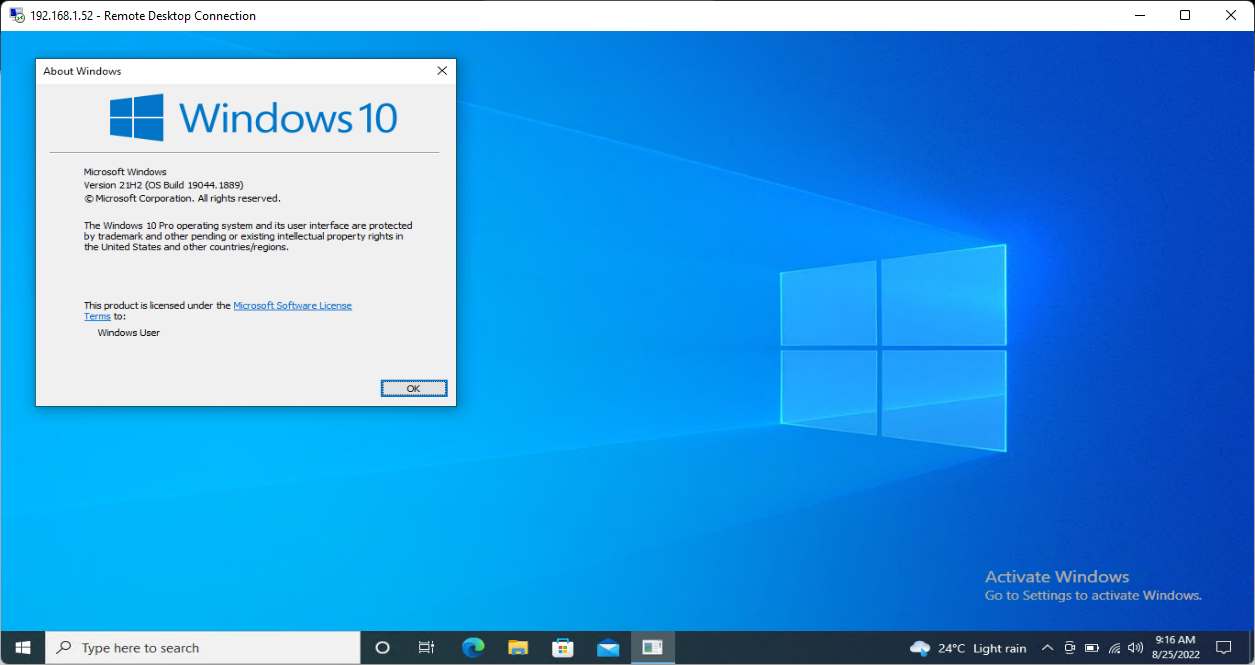 192.168.1.52 - Remote Desktop Connection
About Windows
Windows 10
Microsoft Windows
Version 21H2 (OS Build 19044.1889)
© Microsoft Corporation. All rights reserved.
The Windows 10 Pro operating system and its user interface are protected
by trademark and other pending or existing intellectual property rights in
the United States and other countries/regions.
This product is licensed under the Microsoft Software License
Terms to:
Windows User
OK
Activate Windows
Go to Settings to activate Windows.
Type here to search
24°C Light rain
9:16 AM
8/25/2022